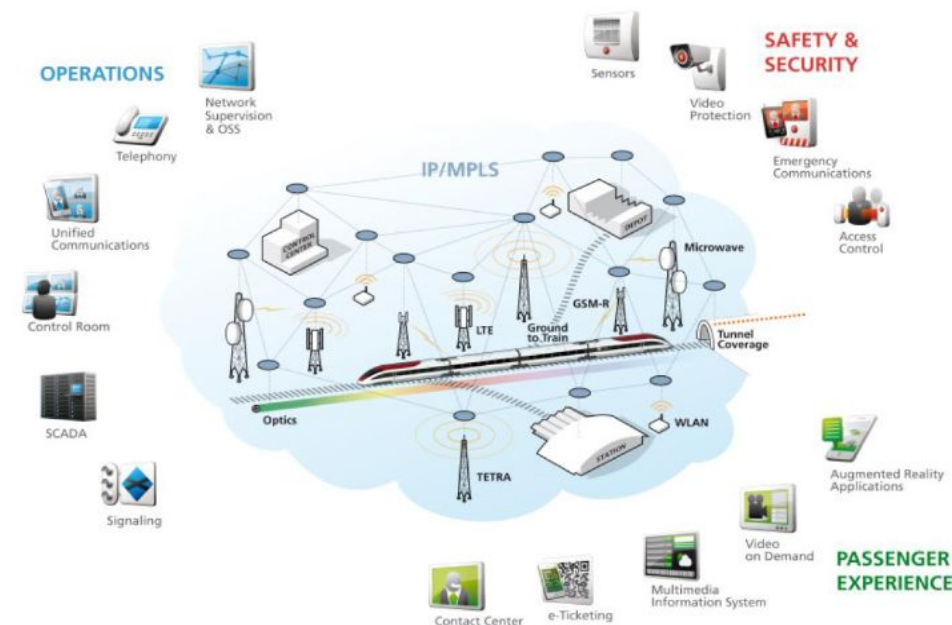 OPERATIONS
Network
Supervision
& OSS
Telephony
Unified
Communications
Control Room
SCADA
Signaling
Sensors
SAFETY &
SECURITY
Video
Protection
Emergency
Communications
Access
Control
IP/MPLS
CONTROL
CENTER
DEPOT
Microwave
GSM-R
LTE
Ground
to Train
Tunnel
Coverage
Optics
WLAN
STATION
TETRA
Augmented Reality
Applications
Video
on Demand
PASSENGER
EXPERIENCE
Multimedia
Information System
e-Ticketing
Contact Center